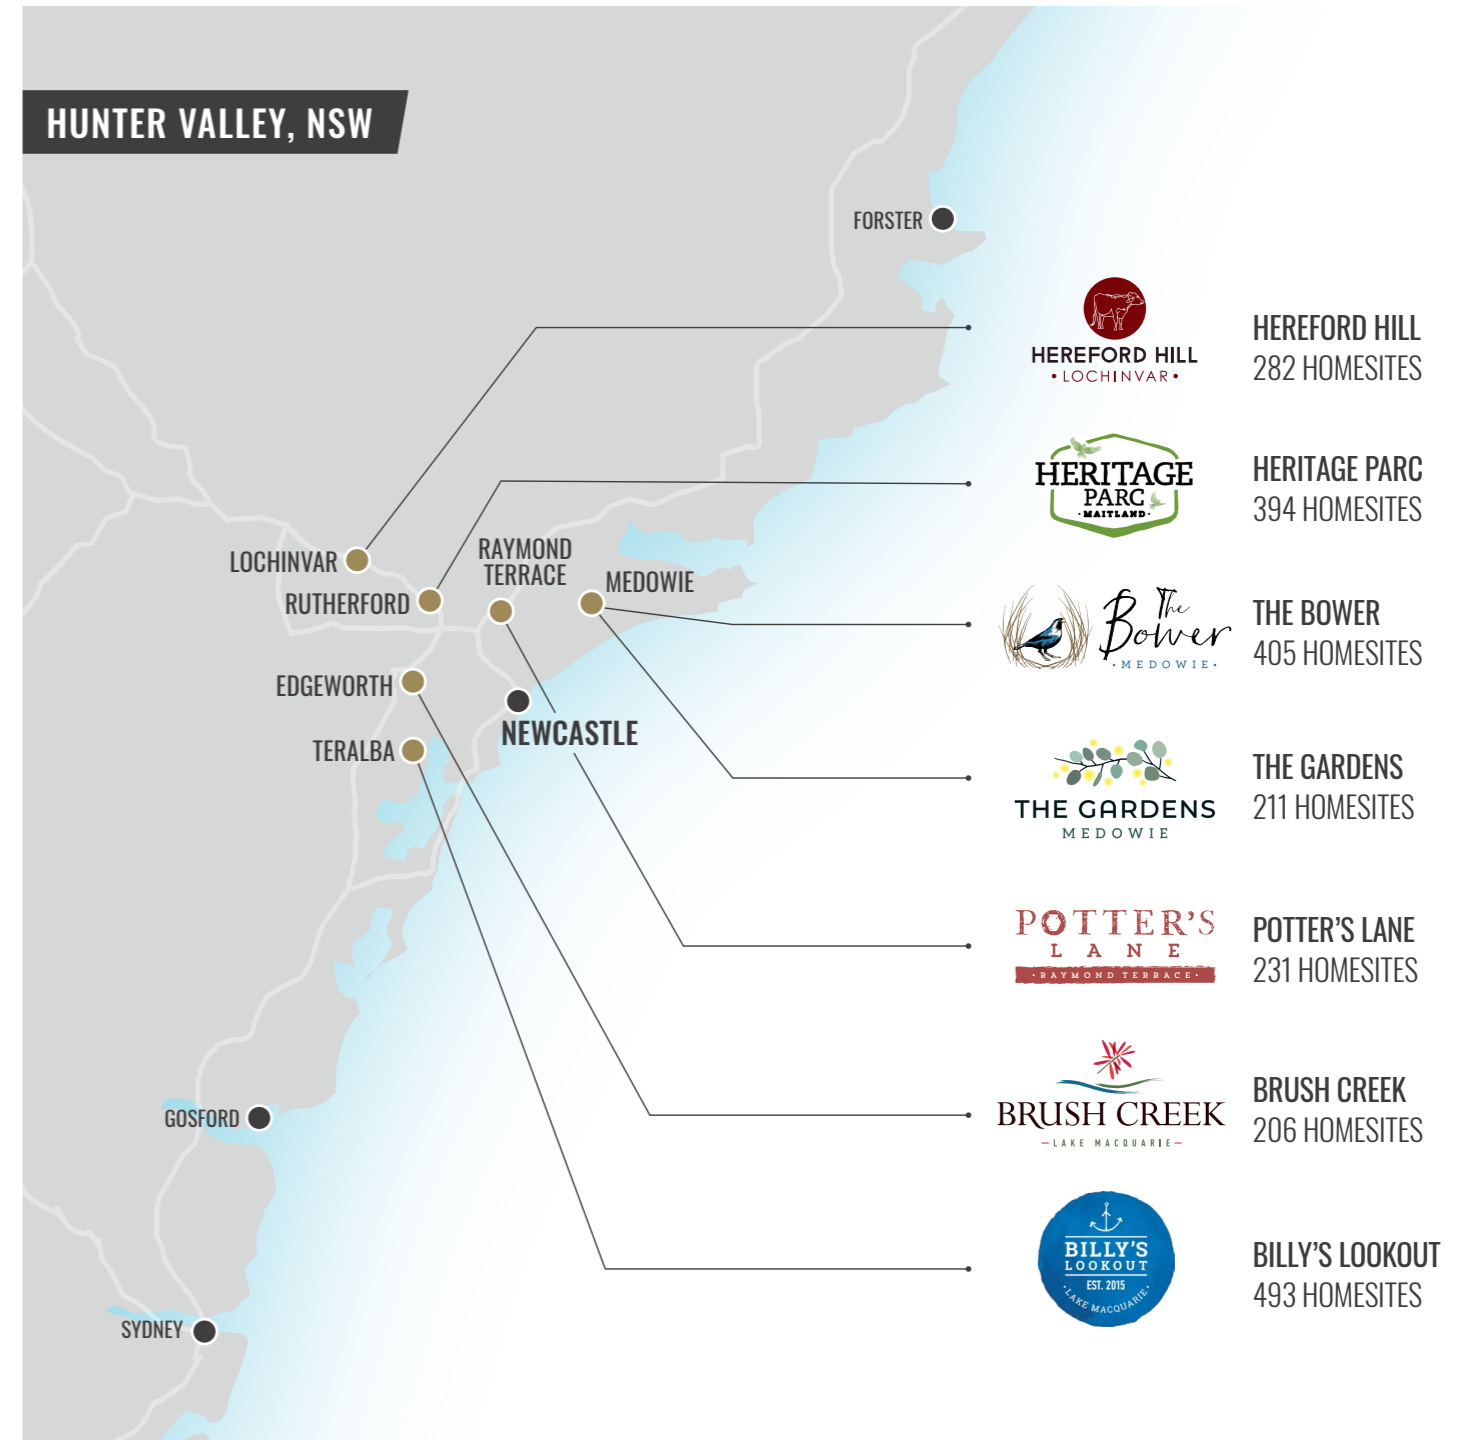 HUNTER VALLEY, NSW
FORSTER
LOCHINVAR
RUTHERFORD
RAYMOND
TERRACE
MEDOWIE
EDGEWORTH
TERALBA
NEWCASTLE
GOSFORD
SYDNEY
HEREFORD HILL
•LOCHINVAR•
HEREFORD HILL
282 HOMESITES
HERITAGE
PARC
·MAITLAND·
HERITAGE PARC
394 HOMESITES
The
Bower
·MEDOWIE·
THE BOWER
405 HOMESITES
THE GARDENS
MEDOWIE
THE GARDENS
211 HOMESITES
POTTER'S
LANE
·RAYMOND TERRACE·
POTTER'S LANE
231 HOMESITES
BRUSH CREEK
–LAKE MACQUARIE–
BRUSH CREEK
206 HOMESITES
BILLY'S
LOOKOUT
EST. 2015
·LAKE MACQUARIE·
BILLY'S LOOKOUT
493 HOMESITES